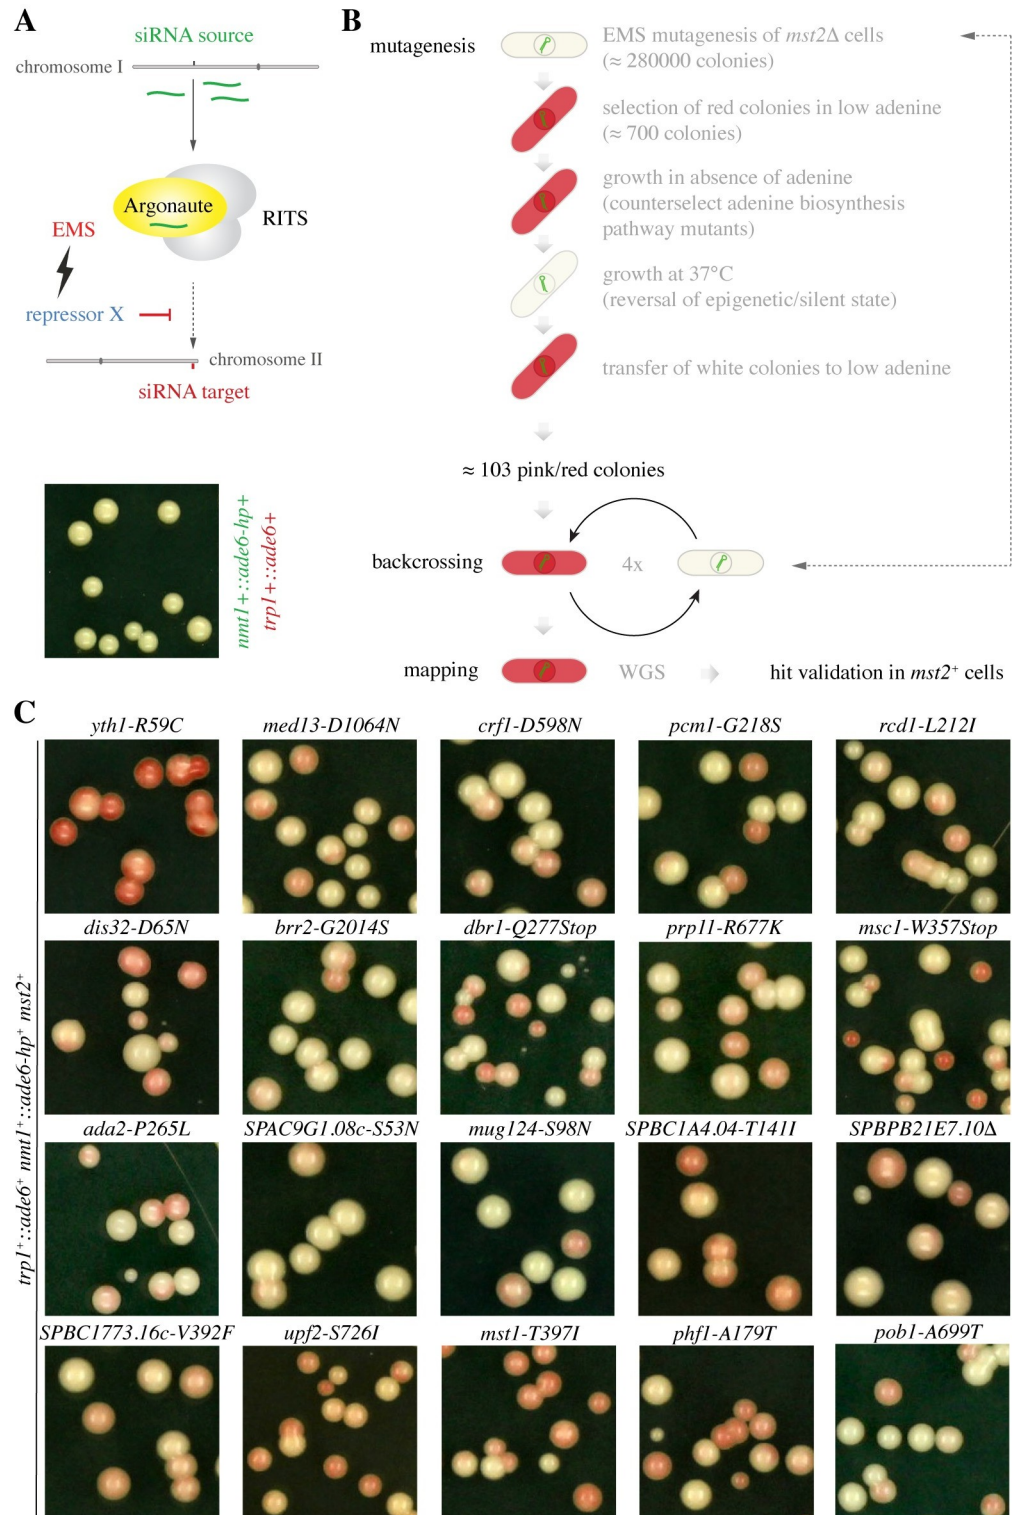 A
siRNA source
chromosome I
Argonaute
RITS
EMS
repressor X
chromosome II
siRNA target
nmt1+::ade6-hp+
trp1+::ade6+
B
mutagenesis
EMS mutagenesis of mst2Δ cells
(≈ 280000 colonies)
selection of red colonies in low adenine
(≈ 700 colonies)
growth in absence of adenine
(counterselect adenine biosynthesis
pathway mutants)
growth at 37°C
(reversal of epigenetic/silent state)
transfer of white colonies to low adenine
≈ 103 pink/red colonies
backcrossing
4x
mapping
WGS
hit validation in mst2⁺ cells
C
trp1⁺::ade6⁺ nmt1⁺::ade6-hp⁺ mst2⁺
yth1-R59C
med13-D1064N
crf1-D598N
pcm1-G218S
rcd1-L212I
dis32-D65N
brr2-G2014S
dbr1-Q277Stop
prp11-R677K
msc1-W357Stop
ada2-P265L
SPAC9G1.08c-S53N
mug124-S98N
SPBC1A4.04-T141I
SPBPB21E7.10Δ
SPBC1773.16c-V392F
upf2-S726I
mst1-T397I
phf1-A179T
pob1-A699T